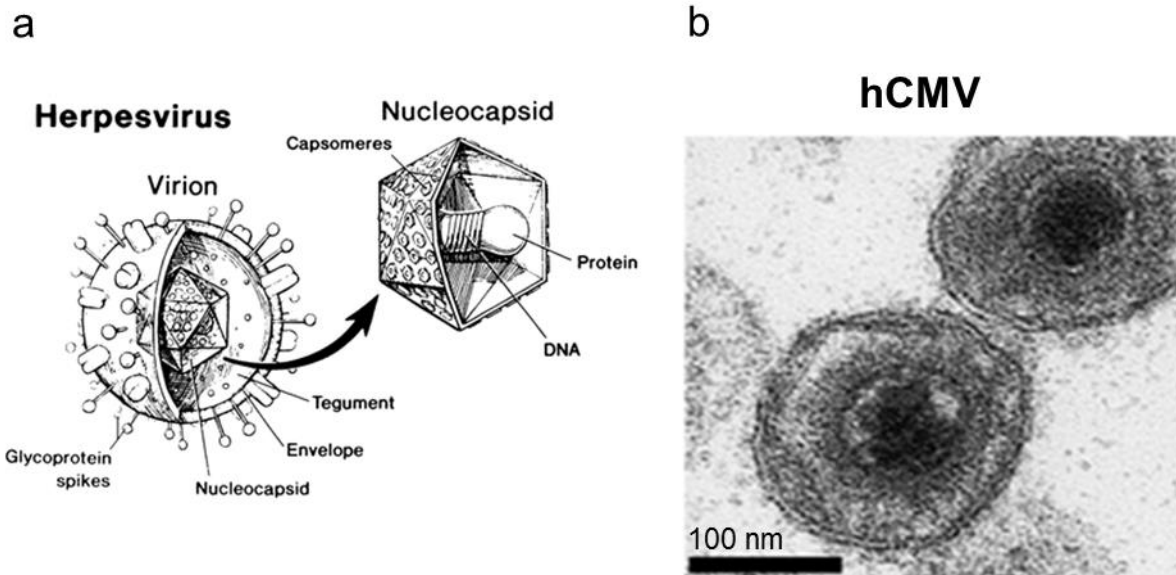 a
Herpesvirus
Virion
Glycoprotein
spikes
Nucleocapsid
Envelope
Tegument
Nucleocapsid
Capsomeres
Protein
DNA
b
hCMV
100 nm